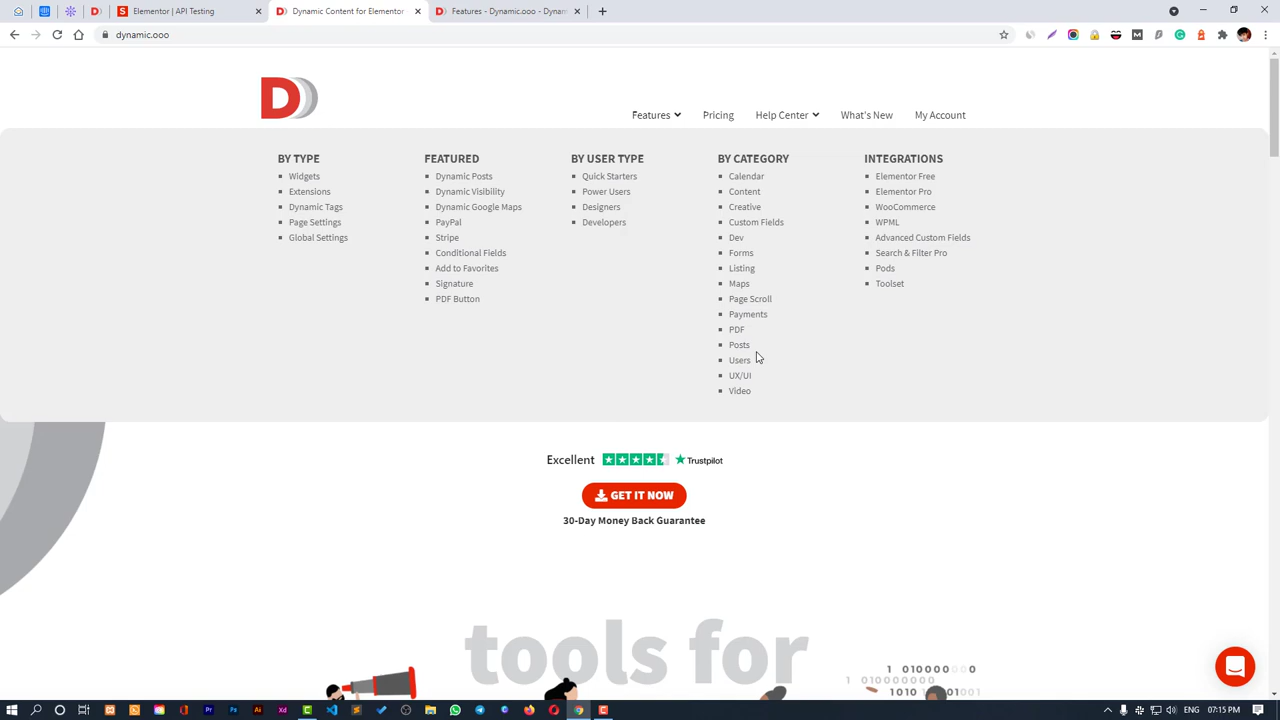 Elementor | API Testing
Dynamic Content for Elementor
Features - Dynamic.ooo - Dynam
dynamic.ooo
D
Features
Pricing
Help Center
What's New
My Account
BY TYPE
Widgets
Extensions
Dynamic Tags
Page Settings
Global Settings
FEATURED
Dynamic Posts
Dynamic Visibility
Dynamic Google Maps
PayPal
Stripe
Conditional Fields
Add to Favorites
Signature
PDF Button
BY USER TYPE
Quick Starters
Power Users
Designers
Developers
BY CATEGORY
Calendar
Content
Creative
Custom Fields
Dev
Forms
Listing
Maps
Page Scroll
Payments
PDF
Posts
Users
UX/UI
Video
INTEGRATIONS
Elementor Free
Elementor Pro
WooCommerce
WPML
Advanced Custom Fields
Search & Filter Pro
Pods
Toolset
Excellent
Trustpilot
GET IT NOW
30-Day Money Back Guarantee
tools for
1 010000000
1 010000000
1010
ENG 07:15 PM